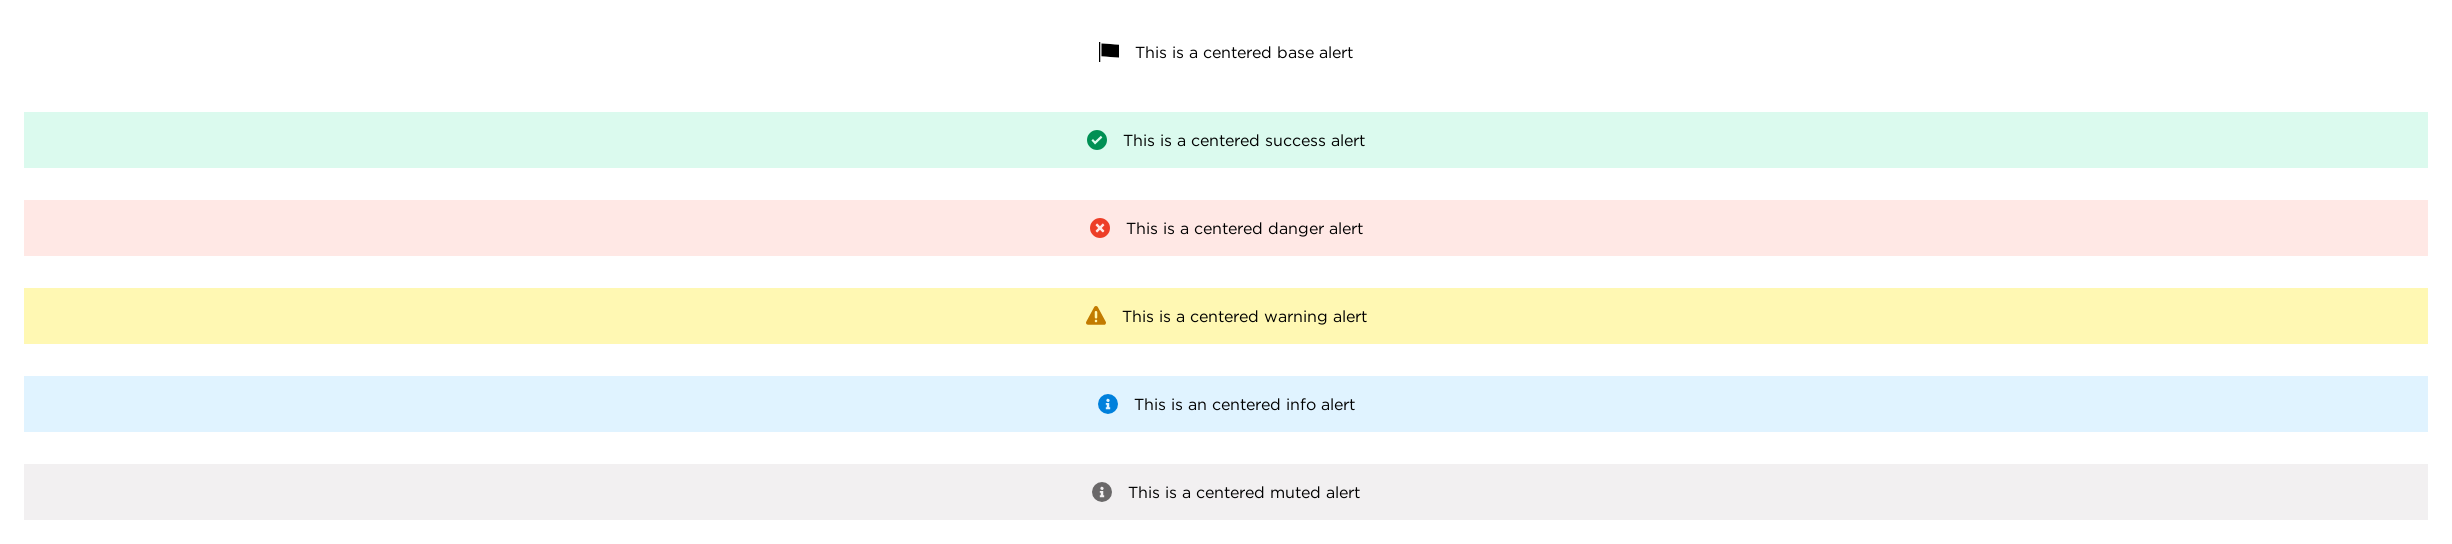 This is a centered base alert
This is a centered success alert
This is a centered danger alert
This is a centered warning alert
This is an centered info alert
This is a centered muted alert